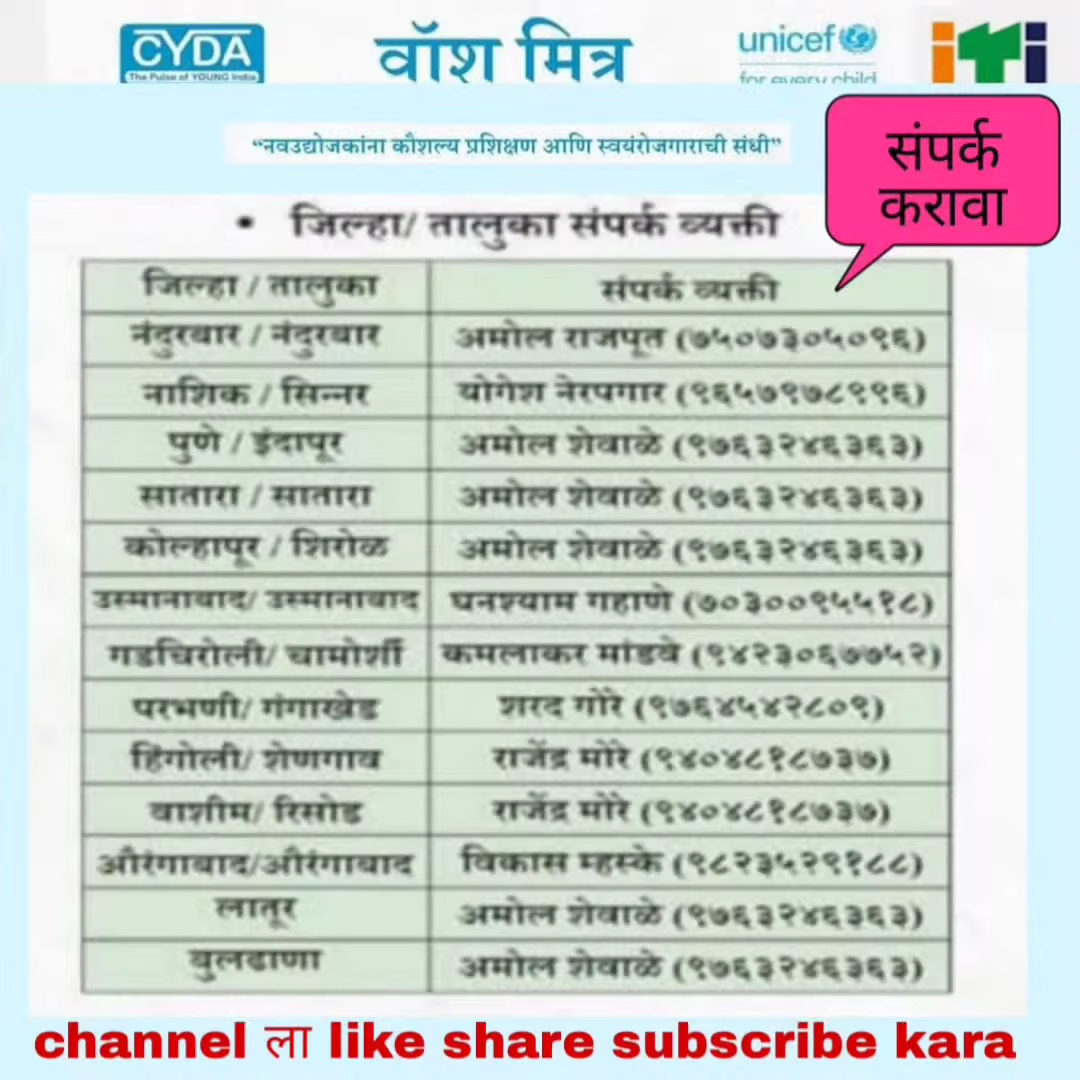 CYDA
The Pulse of YOUNG India
वॉश मित्र
unicef
for every child
iTi
संपर्क
करावा
“नवउद्योजकांना कौशल्य प्रशिक्षण आणि स्वयंरोजगाराची संधी”
• जिल्हा/ तालुका संपर्क व्यक्ती
जिल्हा / तालुका संपर्क व्यक्ती
नंदुरबार / नंदुरबार अमोल राजपूत (७५०७३०५०९६)
नाशिक / सिन्नर योगेश नेरपगार (९६५७९७८९९६)
पुणे / इंदापूर अमोल शेवाळे (९७६३२४६३६३)
सातारा / सातारा अमोल शेवाळे (९७६३२४६३६३)
कोल्हापूर / शिरोळ अमोल शेवाळे (९७६३२४६३६३)
उस्मानाबाद/ उस्मानाबाद घनश्याम गहाणे (७०३००९५५१८)
गडचिरोली/ चामोर्शी कमलाकर मांडवे (९४२३०६७७५२)
परभणी/ गंगाखेड शरद गोरे (९७६४५४२८०९)
हिंगोली/ शेणगाव राजेंद्र मोरे (९४०४८१८७३७)
वाशीम/ रिसोड राजेंद्र मोरे (९४०४८१८७३७)
औरंगाबाद/औरंगाबाद विकास म्हस्के (९८२३५२९१८८)
लातूर अमोल शेवाळे (९७६३२४६३६३)
बुलढाणा अमोल शेवाळे (९७६३२४६३६३)
channel ला like share subscribe kara